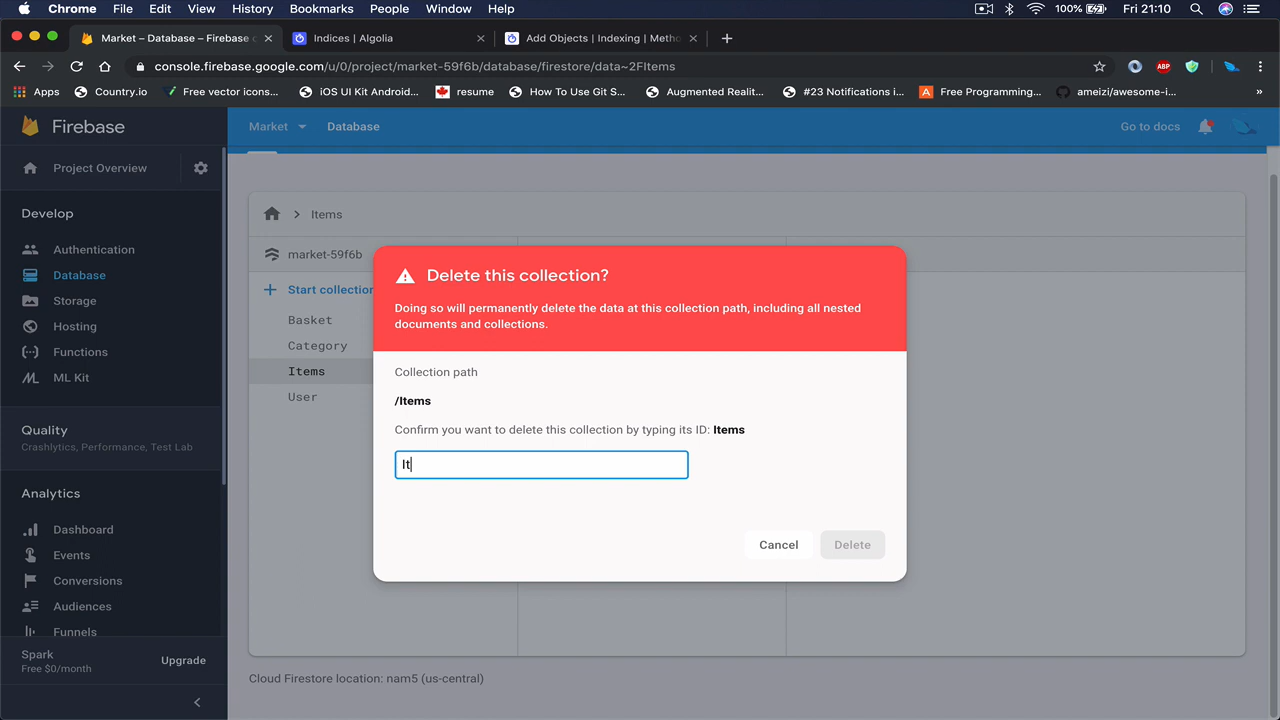 Chrome File Edit View History Bookmarks People Window Help 100% Fri 21:10
Market – Database – Firebase c Indices | Algolia Add Objects | Indexing | Metho
console.firebase.google.com/u/0/project/market-59f6b/database/firestore/data~2FItems
Apps Country.io Free vector icons... iOS UI Kit Android... resume How To Use Git S... Augmented Realit... #23 Notifications i... Free Programming... ameizi/awesome-i... »
Firebase
Market Database Go to docs
Project Overview
Develop
Authentication
Database
Storage
Hosting
Functions
ML Kit
Quality
Crashlytics, Performance, Test Lab
Analytics
Dashboard
Events
Conversions
Audiences
Funnels
Spark
Free $0/month
Upgrade
Items
market-59f6b
Start collection
Basket
Category
Items
User
Delete this collection?
Doing so will permanently delete the data at this collection path, including all nested
documents and collections.
Collection path
/Items
Confirm you want to delete this collection by typing its ID: Items
It
Cancel Delete
Cloud Firestore location: nam5 (us-central)